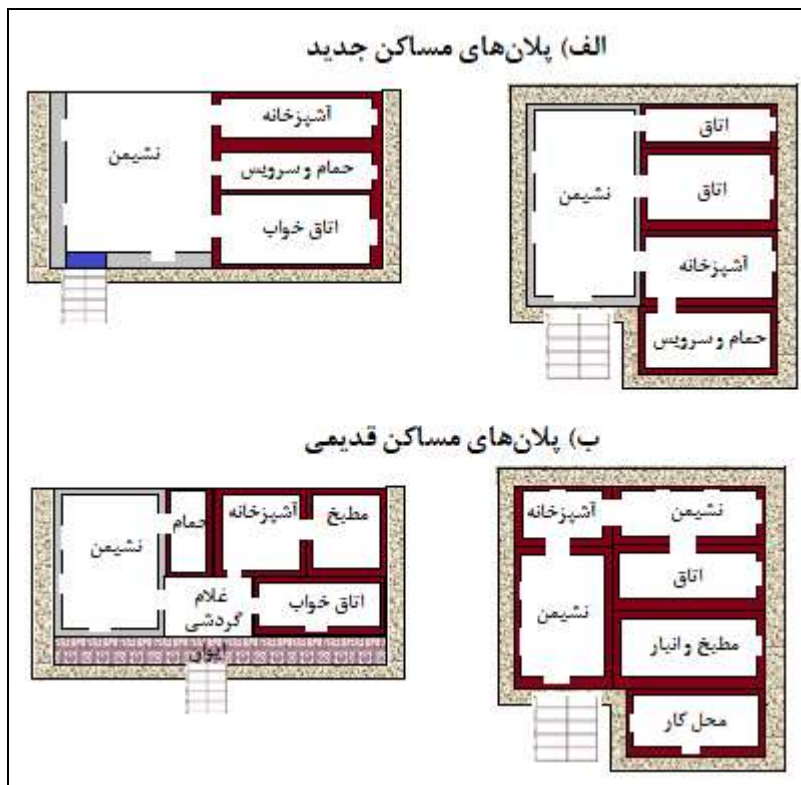 الف) پلان‌های مساکن جدید
اتاق
اتاق
نشیمن
آشپزخانه
حمام و سرویس
آشپزخانه
نشیمن
حمام و سرویس
اتاق خواب
ب) پلان‌های مساکن قدیمی
آشپزخانه
نشیمن
اتاق
نشیمن
مطبخ و انبار
محل کار
مطبخ
آشپزخانه
حمام
نشیمن
غلام
گردشی
اتاق خواب
ایوان